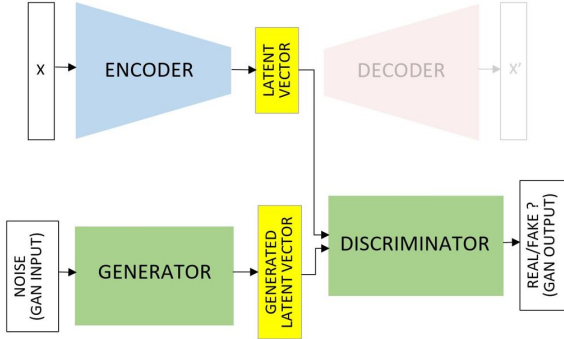 X
ENCODER
LATENT
VECTOR
DECODER
X'
NOISE
(GAN INPUT)
GENERATOR
GENERATED
LATENT VECTOR
DISCRIMINATOR
REAL/FAKE ?
(GAN OUTPUT)